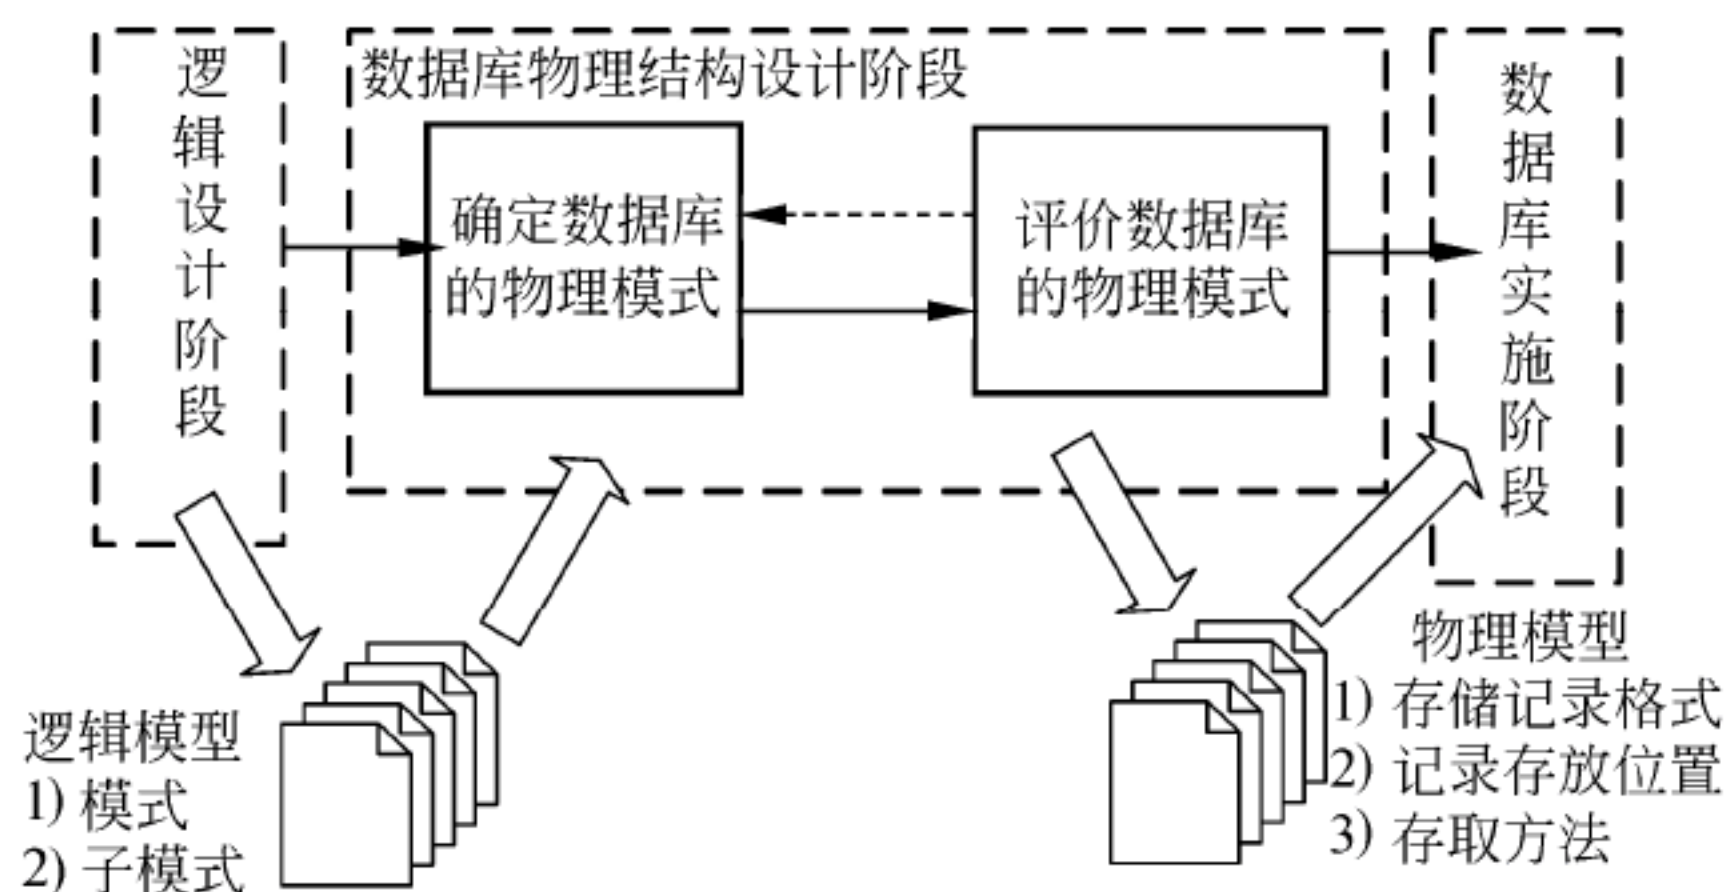 逻辑设计阶段
数据库物理结构设计阶段
确定数据库
的物理模式
评价数据库
的物理模式
数据库实施阶段
逻辑模型
1) 模式
2) 子模式
物理模型
1) 存储记录格式
2) 记录存放位置
3) 存取方法